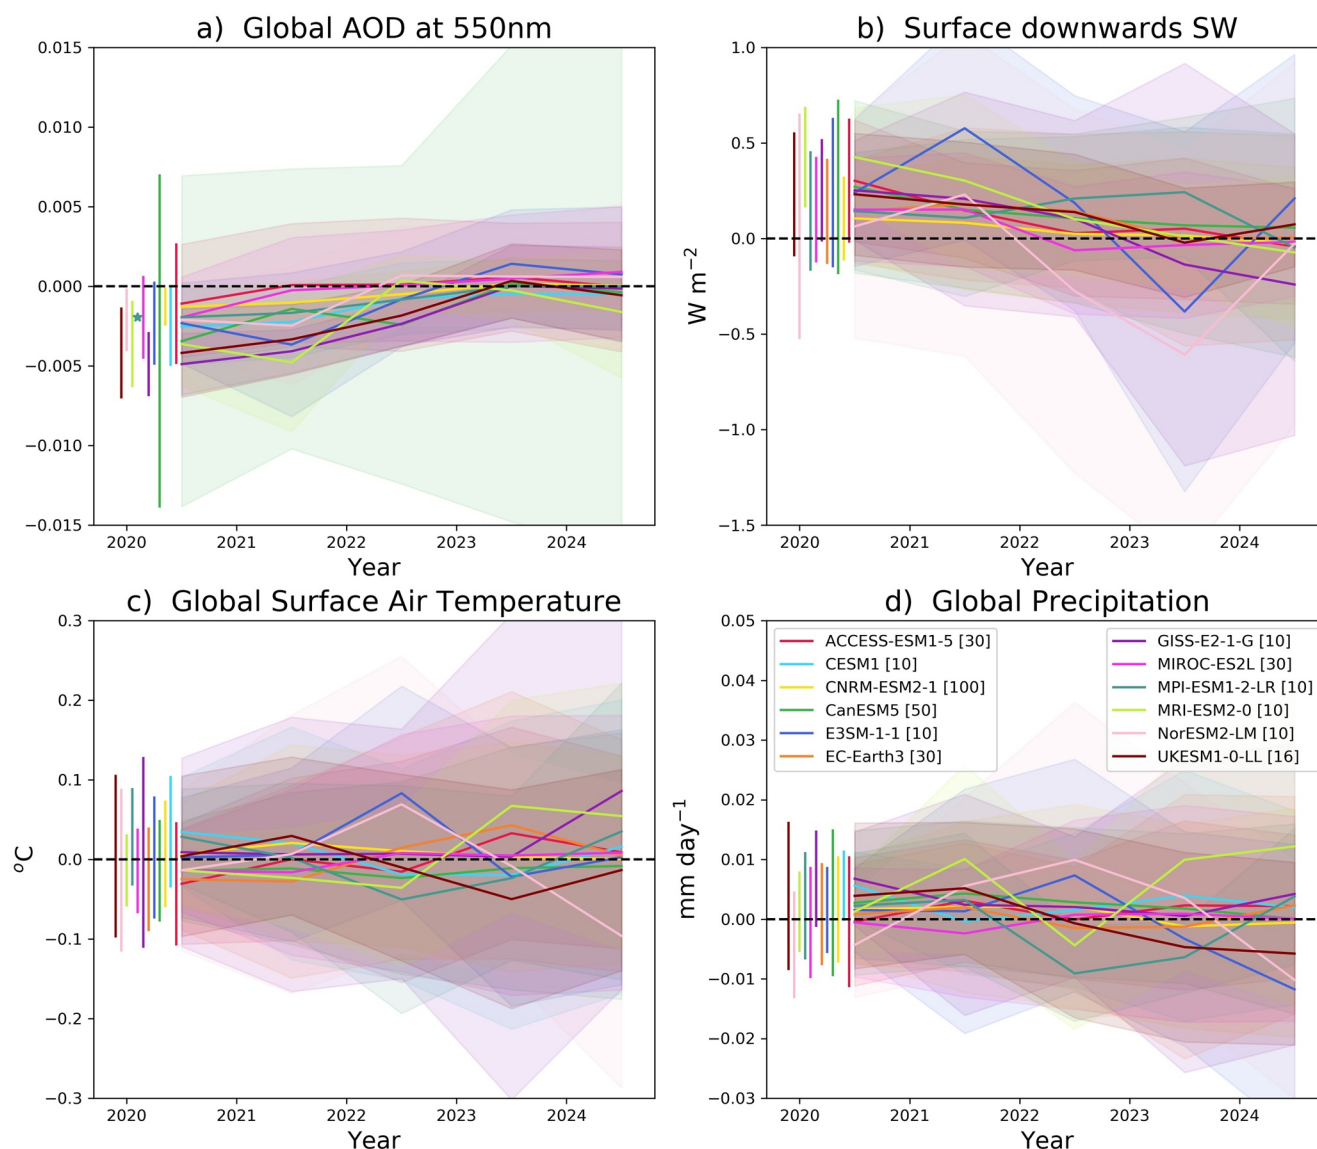 a) Global AOD at 550nm
0.015
0.010
0.005
0.000
−0.005
−0.010
−0.015
2020 2021 2022 2023 2024
Year
b) Surface downwards SW
W m−2
1.0
0.5
0.0
−0.5
−1.0
−1.5
2020 2021 2022 2023 2024
Year
c) Global Surface Air Temperature
oC
0.3
0.2
0.1
0.0
−0.1
−0.2
−0.3
2020 2021 2022 2023 2024
Year
d) Global Precipitation
mm day−1
0.05
0.04
0.03
0.02
0.01
0.00
−0.01
−0.02
−0.03
ACCESS-ESM1-5 [30]
CESM1 [10]
CNRM-ESM2-1 [100]
CanESM5 [50]
E3SM-1-1 [10]
EC-Earth3 [30]
GISS-E2-1-G [10]
MIROC-ES2L [30]
MPI-ESM1-2-LR [10]
MRI-ESM2-0 [10]
NorESM2-LM [10]
UKESM1-0-LL [16]
2020 2021 2022 2023 2024
Year